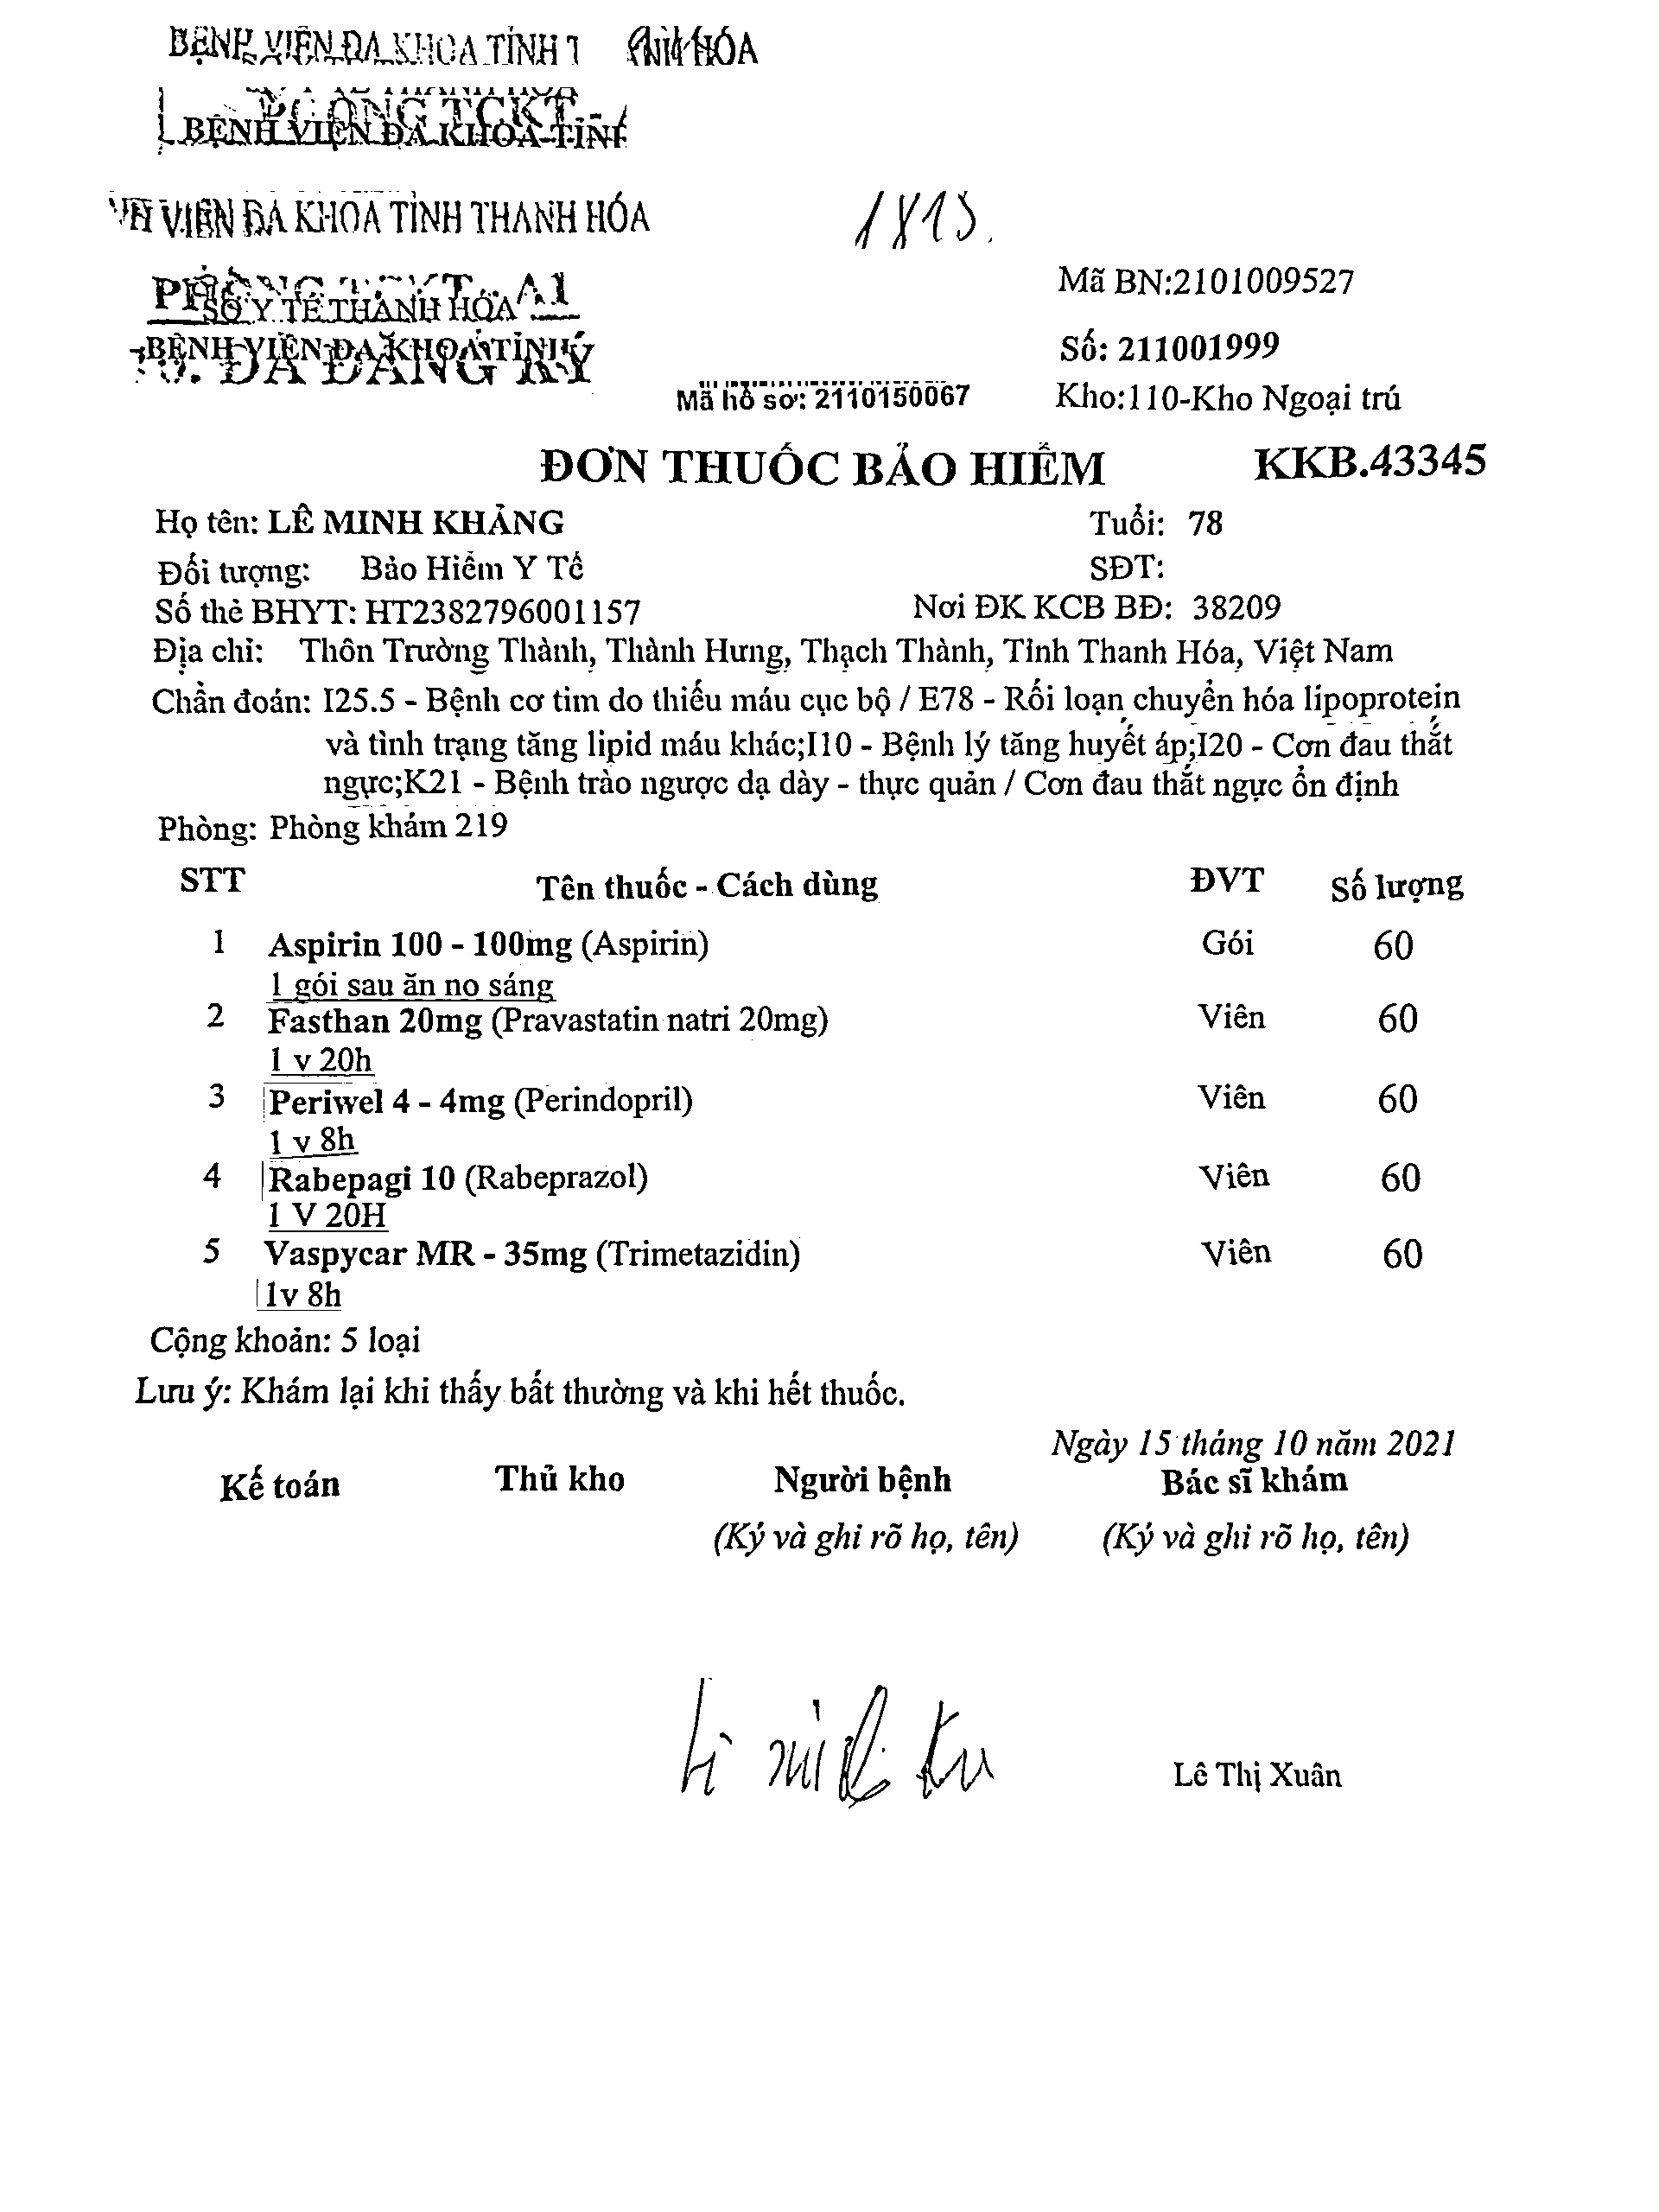 BỆNH VIỆN ĐA KHOA TỈNH T HÓA
PHÒNG TCKT
BỆNH VIỆN ĐA KHOA TỈNH
VIỆN ĐA KHOA TỈNH THANH HÓA
1813
PHÒNG TCKT - A1
SỞ Y TẾ THANH HÓA
BỆNH VIỆN ĐA KHOA TỈNH
ĐÃ ĐĂNG KÝ
Mã BN:2101009527
Số: 211001999
Mã hồ sơ: 2110150067 Kho:110-Kho Ngoại trú
ĐƠN THUỐC BẢO HIỂM KKB.43345
Họ tên: LÊ MINH KHẢNG Tuổi: 78
Đối tượng: Bảo Hiểm Y Tế SĐT:
Số thẻ BHYT: HT2382796001157 Nơi ĐK KCB BĐ: 38209
Địa chỉ: Thôn Trường Thành, Thành Hưng, Thạch Thành, Tỉnh Thanh Hóa, Việt Nam
Chẩn đoán: I25.5 - Bệnh cơ tim do thiếu máu cục bộ / E78 - Rối loạn chuyển hóa lipoprotein
và tình trạng tăng lipid máu khác;I10 - Bệnh lý tăng huyết áp;I20 - Cơn đau thắt
ngực;K21 - Bệnh trào ngược dạ dày - thực quản / Cơn đau thắt ngực ổn định
Phòng: Phòng khám 219
STT Tên thuốc - Cách dùng ĐVT Số lượng
1 Aspirin 100 - 100mg (Aspirin) Gói 60
1 gói sau ăn no sáng
2 Fasthan 20mg (Pravastatin natri 20mg) Viên 60
1 v 20h
3 Periwel 4 - 4mg (Perindopril) Viên 60
1 v 8h
4 Rabepagi 10 (Rabeprazol) Viên 60
1 V 20H
5 Vaspycar MR - 35mg (Trimetazidin) Viên 60
1v 8h
Cộng khoản: 5 loại
Lưu ý: Khám lại khi thấy bất thường và khi hết thuốc.
Ngày 15 tháng 10 năm 2021
Kế toán Thủ kho Người bệnh Bác sĩ khám
(Ký và ghi rõ họ, tên) (Ký và ghi rõ họ, tên)
Lê Thị Xuân